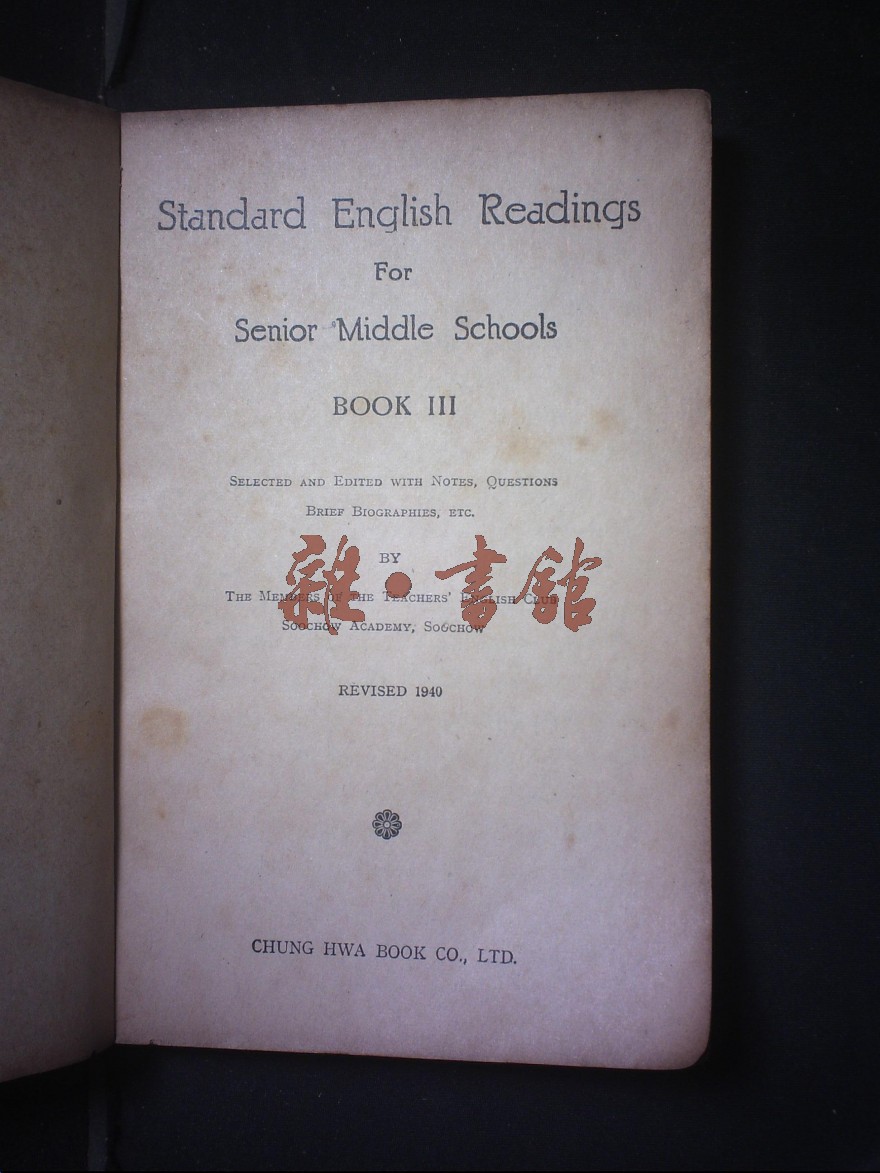 Standard English Readings
For
Senior Middle Schools
BOOK III
SELECTED AND EDITED WITH NOTES, QUESTIONS
BRIEF BIOGRAPHIES, ETC.
BY
THE MEMBERS OF THE TEACHERS' ENGLISH CLUB
SOOCHOW ACADEMY, SOOCHOW
雜•書館
REVISED 1940
CHUNG HWA BOOK CO., LTD.